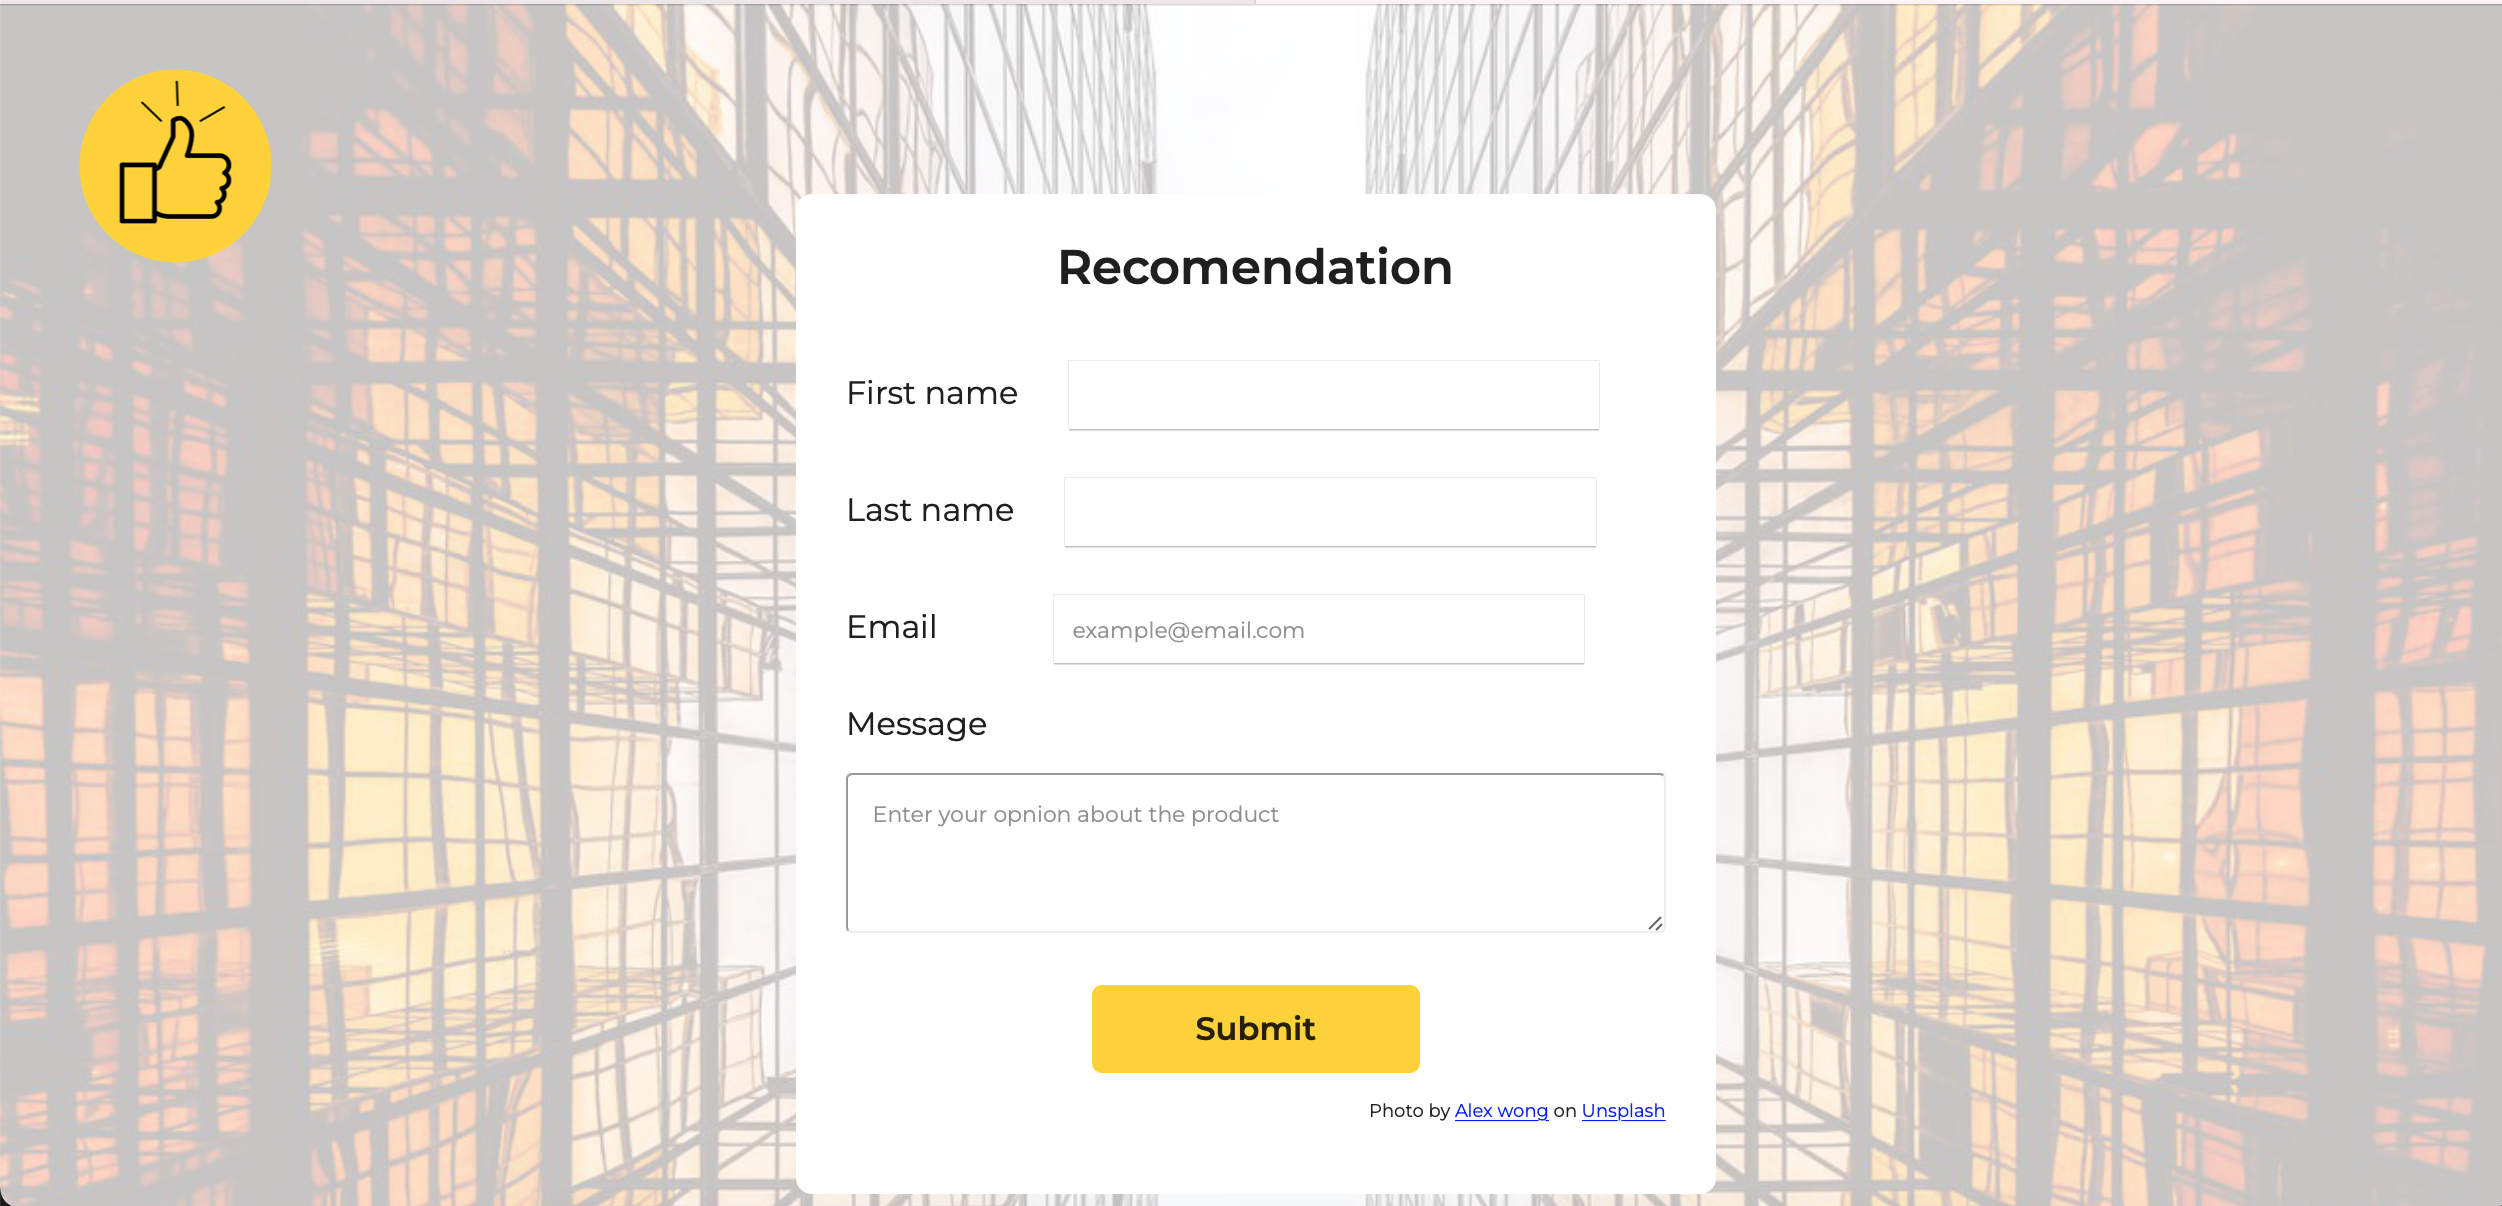 Recomendation
First name
Last name
Email
example@email.com
Message
Enter your opnion about the product
Submit
Photo by Alex wong on Unsplash